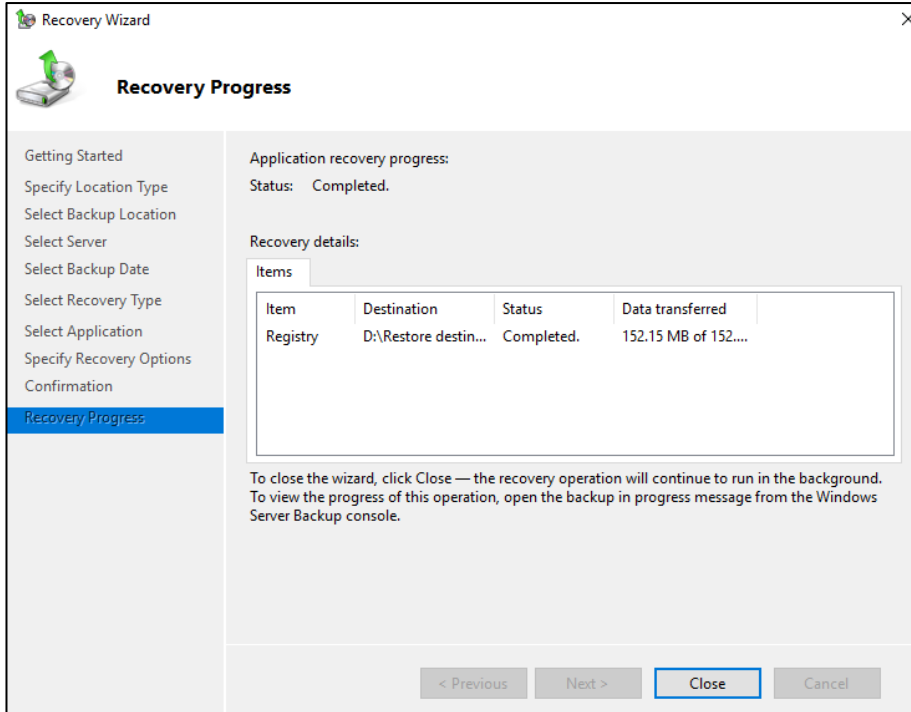 Recovery Wizard
Recovery Progress
Getting Started
Specify Location Type
Select Backup Location
Select Server
Select Backup Date
Select Recovery Type
Select Application
Specify Recovery Options
Confirmation
Recovery Progress
Application recovery progress:
Status: Completed.
Recovery details:
Items
Item Destination Status Data transferred
Registry D:\Restore destin... Completed. 152.15 MB of 152....
To close the wizard, click Close — the recovery operation will continue to run in the background.
To view the progress of this operation, open the backup in progress message from the Windows
Server Backup console.
< Previous Next > Close Cancel